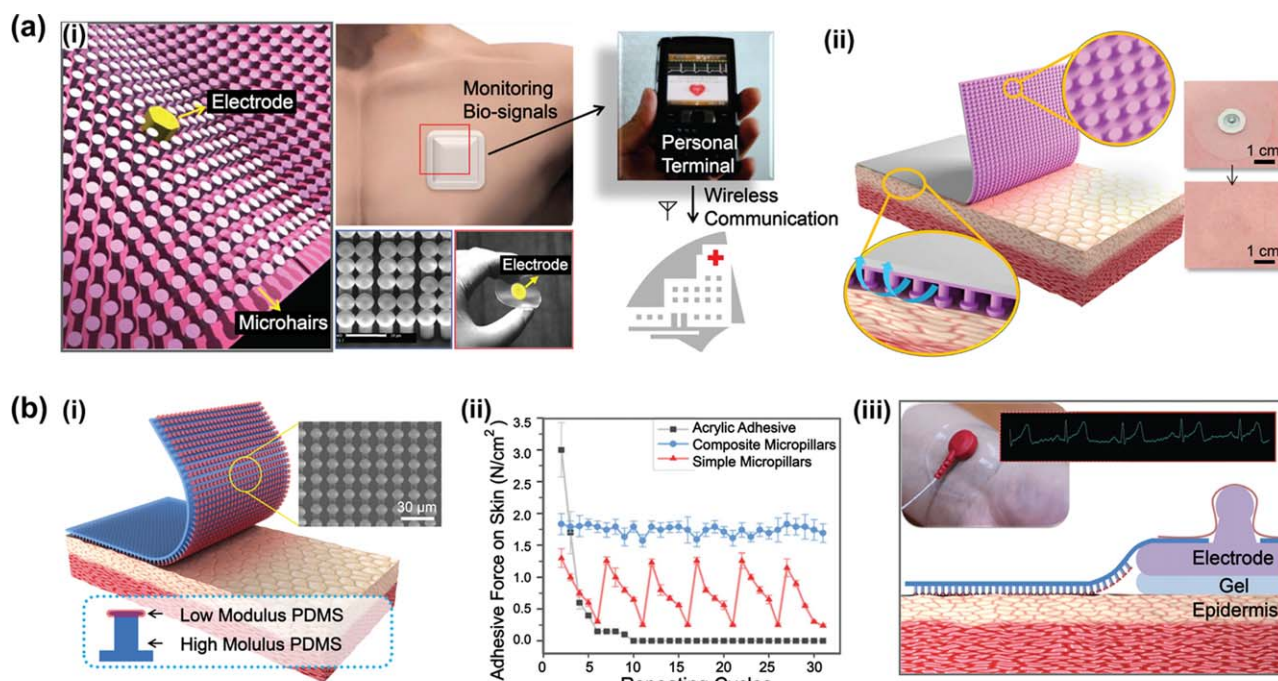 (a) (i)
Electrode
Microhairs
Monitoring
Bio-signals
Electrode
Personal
Terminal
Wireless
Communication
(ii)
1 cm
1 cm
(b) (i)
30 µm
Low Modulus PDMS
High Molulus PDMS
(ii)
Adhesive Force on Skin (N/cm²)
3.5
3.0
2.5
2.0
1.5
1.0
0.5
0.0
Acrylic Adhesive
Composite Micropillars
Simple Micropillars
0 5 10 15 20 25 30
Repeating Cycles
(iii)
Electrode
Gel
Epidermis